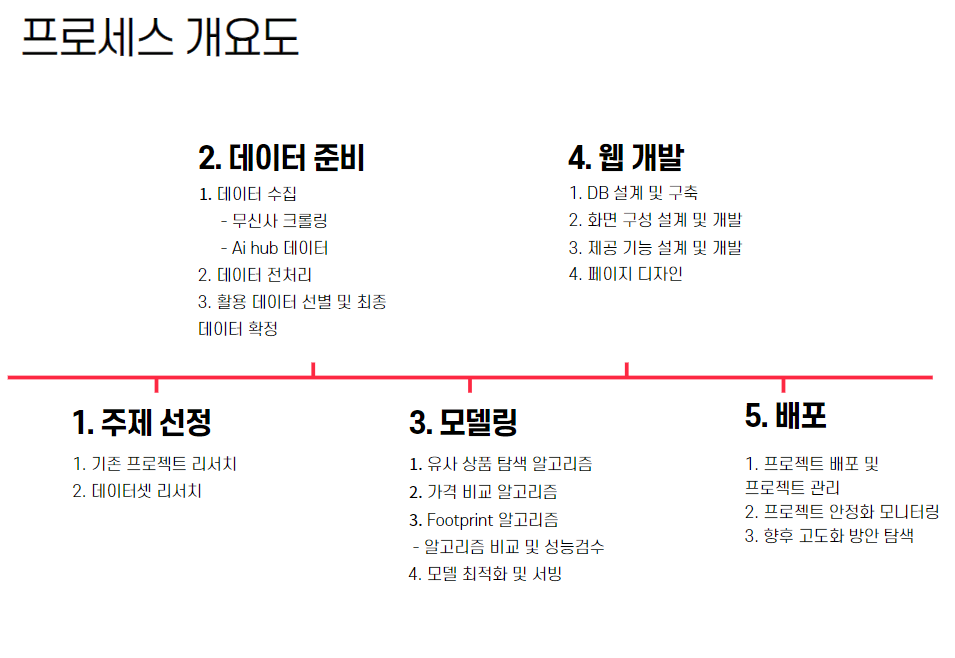 프로세스 개요도
2. 데이터 준비
1. 데이터 수집
- 무신사 크롤링
- Ai hub 데이터
2. 데이터 전처리
3. 활용 데이터 선별 및 최종
데이터 확정
4. 웹 개발
1. DB 설계 및 구축
2. 화면 구성 설계 및 개발
3. 제공 기능 설계 및 개발
4. 페이지 디자인
1. 주제 선정
1. 기존 프로젝트 리서치
2. 데이터셋 리서치
3. 모델링
1. 유사 상품 탐색 알고리즘
2. 가격 비교 알고리즘
3. Footprint 알고리즘
- 알고리즘 비교 및 성능검수
4. 모델 최적화 및 서빙
5. 배포
1. 프로젝트 배포 및
프로젝트 관리
2. 프로젝트 안정화 모니터링
3. 향후 고도화 방안 탐색